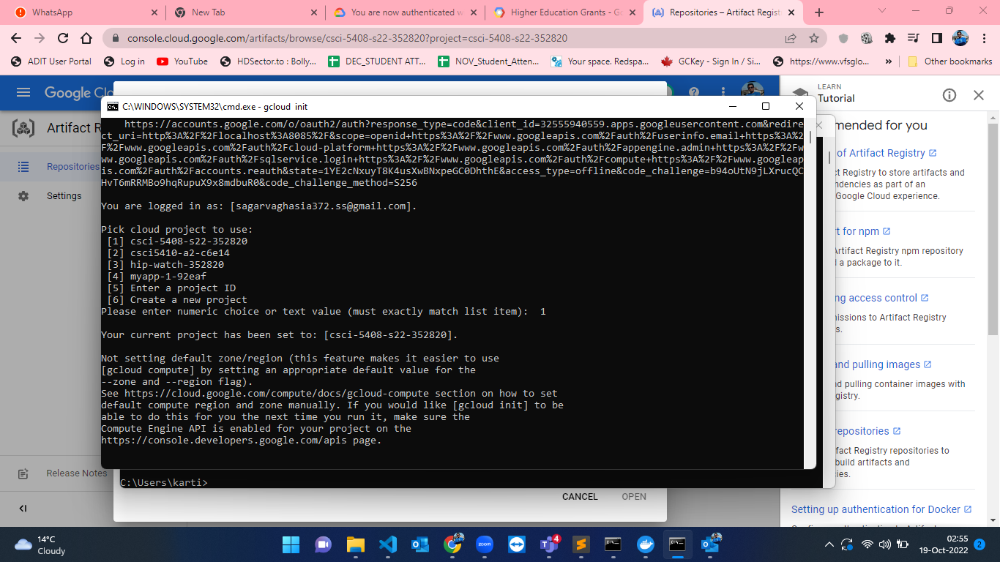 WhatsApp
New Tab
You are now authenticated w
Higher Education Grants - Go
Repositories – Artifact Regist
console.cloud.google.com/artifacts/browse/csci-5408-s22-352820?project=csci-5408-s22-352820
ADIT User Portal
Log in
YouTube
HDSector.to : Bolly...
DEC_STUDENT ATT...
NOV_Student_Atten...
Your space. Redspa...
GCKey - Sign In / Si...
https://www.vfsglo...
»
Other bookmarks
Google Clo
LEARN
Tutorial
Artifact R
Repositories
Settings
Release Notes
C:\WINDOWS\SYSTEM32\cmd.exe - gcloud init
https://accounts.google.com/o/oauth2/auth?response_type=code&client_id=32555940559.apps.googleusercontent.com&redire
ct_uri=http%3A%2F%2Flocalhost%3A8085%2F&scope=openid+https%3A%2F%2Fwww.googleapis.com%2Fauth%2Fuserinfo.email+https%3A%2
F%2Fwww.googleapis.com%2Fauth%2Fcloud-platform+https%3A%2F%2Fwww.googleapis.com%2Fauth%2Fappengine.admin+https%3A%2F%2Fw
ww.googleapis.com%2Fauth%2Fsqlservice.login+https%3A%2F%2Fwww.googleapis.com%2Fauth%2Fcompute+https%3A%2F%2Fwww.googleap
is.com%2Fauth%2Faccounts.reauth&state=1YE2cNxuyT8K4usXwBNxpeGC0DhthE&access_type=offline&code_challenge=b94oUtN9jLXrucQC
HvT6mRRMBo9hqRupuX9x8mdbuR0&code_challenge_method=S256
You are logged in as: [sagarvaghasia372.ss@gmail.com].
Pick cloud project to use:
[1] csci-5408-s22-352820
[2] csci5410-a2-c6e14
[3] hip-watch-352820
[4] myapp-1-92eaf
[5] Enter a project ID
[6] Create a new project
Please enter numeric choice or text value (must exactly match list item):  1
Your current project has been set to: [csci-5408-s22-352820].
Not setting default zone/region (this feature makes it easier to use
[gcloud compute] by setting an appropriate default value for the
--zone and --region flag).
See https://cloud.google.com/compute/docs/gcloud-compute section on how to set
default compute region and zone manually. If you would like [gcloud init] to be
able to do this for you the next time you run it, make sure the
Compute Engine API is enabled for your project on the
https://console.developers.google.com/apis page.
C:\Users\karti>
CANCEL
OPEN
mended for you
of Artifact Registry
ct Registry to store artifacts and
ndencies as part of an
Google Cloud experience.
rt for npm
Artifact Registry npm repository
d a package to it.
ng access control
issions to Artifact Registry
s.
and pulling images
nd pulling container images with
gistry.
repositories
fact Registry repositories to
build artifacts and
cies.
Setting up authentication for Docker
14°C
Cloudy
zoom
4
02:55
19-Oct-2022
2